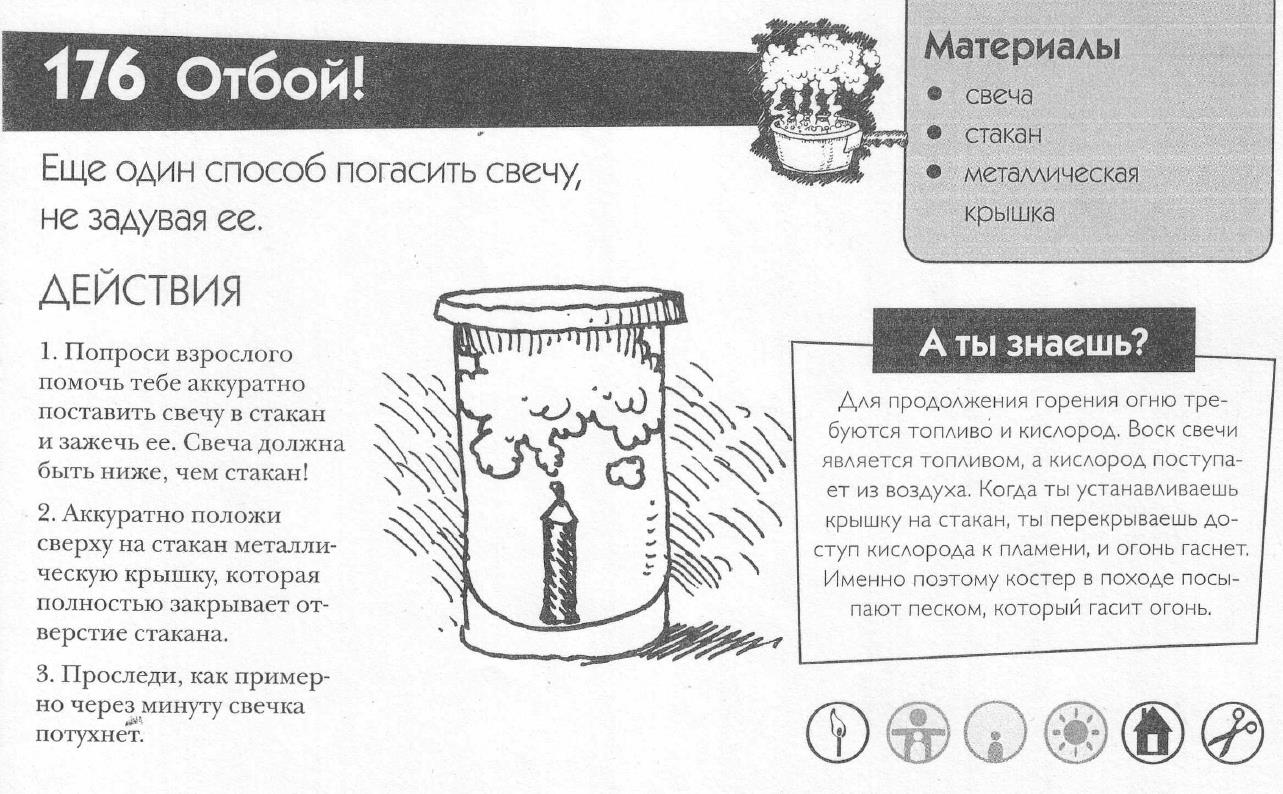 176 Отбой!
Еще один способ погасить свечу,
не задувая ее.
Материалы
• свеча
• стакан
• металлическая
крышка
ДЕЙСТВИЯ
1. Попроси взрослого
помочь тебе аккуратно
поставить свечу в стакан
и зажечь ее. Свеча должна
быть ниже, чем стакан!
2. Аккуратно положи
сверху на стакан металли-
ческую крышку, которая
полностью закрывает от-
верстие стакана.
3. Проследи, как пример-
но через минуту свечка
потухнет.
А ты знаешь?
Для продолжения горения огню тре-
буются топливо и кислород. Воск свечи
является топливом, а кислород поступа-
ет из воздуха. Когда ты устанавливаешь
крышку на стакан, ты перекрываешь до-
ступ кислорода к пламени, и огонь гаснет.
Именно поэтому костер в походе посы-
пают песком, который гасит огонь.